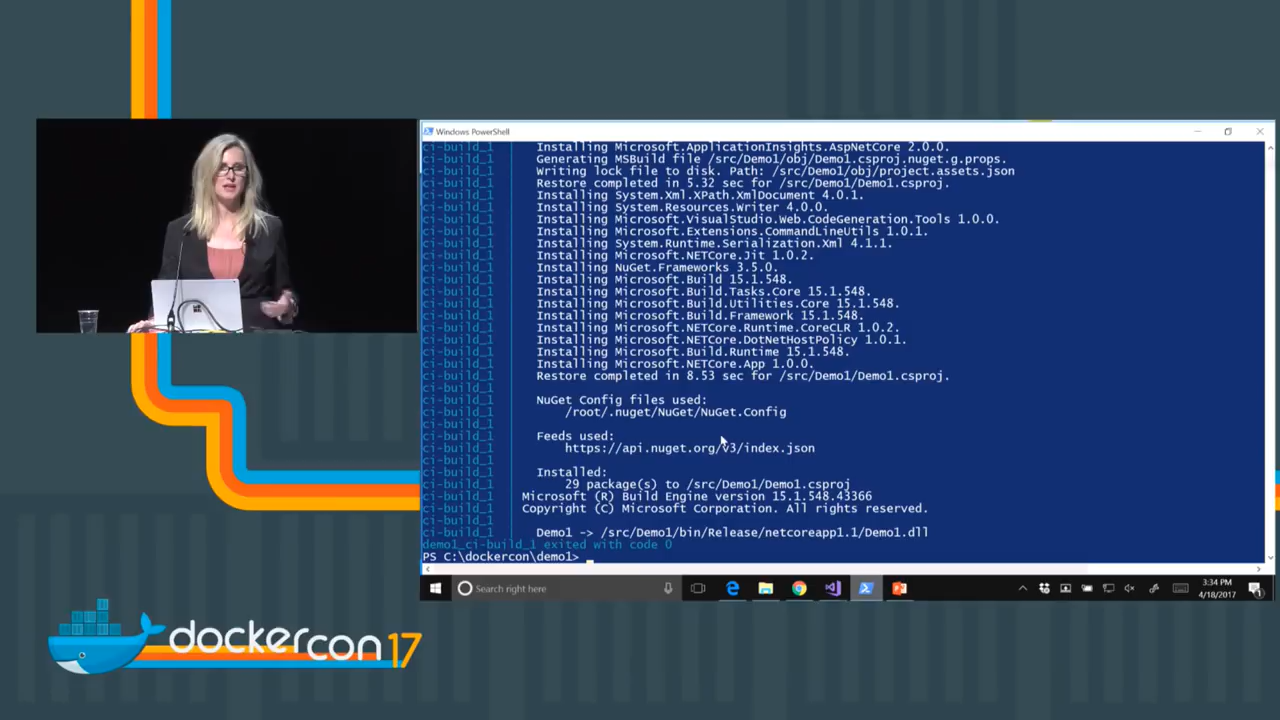 Windows PowerShell
ci-build_1 | Installing Microsoft.ApplicationInsights.AspNetCore 2.0.0.
ci-build_1 | Generating MSBuild file /src/Demo1/obj/Demo1.csproj.nuget.g.props.
ci-build_1 | Writing lock file to disk. Path: /src/Demo1/obj/project.assets.json
ci-build_1 | Restore completed in 5.32 sec for /src/Demo1/Demo1.csproj.
ci-build_1 | Installing System.Xml.XPath.XmlDocument 4.0.1.
ci-build_1 | Installing System.Resources.Writer 4.0.0.
ci-build_1 | Installing Microsoft.VisualStudio.Web.CodeGeneration.Tools 1.0.0.
ci-build_1 | Installing Microsoft.Extensions.CommandLineUtils 1.0.1.
ci-build_1 | Installing System.Runtime.Serialization.Xml 4.1.1.
ci-build_1 | Installing Microsoft.NETCore.Jit 1.0.2.
ci-build_1 | Installing NuGet.Frameworks 3.5.0.
ci-build_1 | Installing Microsoft.Build 15.1.548.
ci-build_1 | Installing Microsoft.Build.Tasks.Core 15.1.548.
ci-build_1 | Installing Microsoft.Build.Utilities.Core 15.1.548.
ci-build_1 | Installing Microsoft.Build.Framework 15.1.548.
ci-build_1 | Installing Microsoft.NETCore.Runtime.CoreCLR 1.0.2.
ci-build_1 | Installing Microsoft.NETCore.DotNetHostPolicy 1.0.1.
ci-build_1 | Installing Microsoft.Build.Runtime 15.1.548.
ci-build_1 | Installing Microsoft.NETCore.App 1.0.0.
ci-build_1 | Restore completed in 8.53 sec for /src/Demo1/Demo1.csproj.
ci-build_1 |
ci-build_1 | NuGet Config files used:
ci-build_1 | /root/.nuget/NuGet/NuGet.Config
ci-build_1 |
ci-build_1 | Feeds used:
ci-build_1 | https://api.nuget.org/v3/index.json
ci-build_1 |
ci-build_1 | Installed:
ci-build_1 | 29 package(s) to /src/Demo1/Demo1.csproj
ci-build_1 | Microsoft (R) Build Engine version 15.1.548.43366
ci-build_1 | Copyright (C) Microsoft Corporation. All rights reserved.
ci-build_1 |
ci-build_1 | Demo1 -> /src/Demo1/bin/Release/netcoreapp1.1/Demo1.dll
demo1_ci-build_1 exited with code 0
PS C:\dockercon\demo1>
Search right here
3:34 PM
4/18/2017
dockercon 17